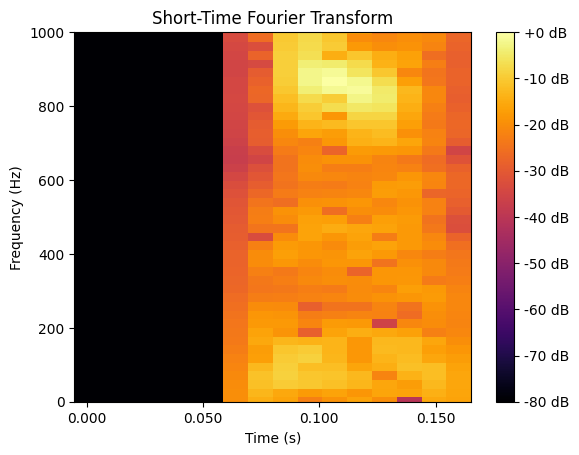 Short-Time Fourier Transform
1000
800
600
400
200
0
Frequency (Hz)
0.000
0.050
0.100
0.150
Time (s)
+0 dB
-10 dB
-20 dB
-30 dB
-40 dB
-50 dB
-60 dB
-70 dB
-80 dB